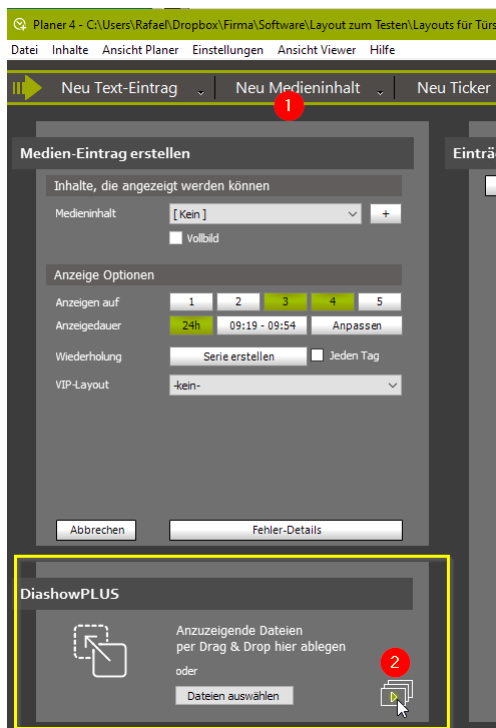 Planer 4 - C:\Users\Rafael\Dropbox\Firma\Software\Layout zum Testen\Layouts für Türs
Datei Inhalte Ansicht Planer Einstellungen Ansicht Viewer Hilfe
Neu Text-Eintrag Neu Medieninhalt Neu Ticker
1
Medien-Eintrag erstellen
Einträ
Inhalte, die angezeigt werden können
Medieninhalt [ Kein ] +
Vollbild
Anzeige Optionen
Anzeigen auf 1 2 3 4 5
Anzeigedauer 24h 09:19 - 09:54 Anpassen
Wiederholung Serie erstellen Jeden Tag
VIP-Layout -kein-
Abbrechen Fehler-Details
DiashowPLUS
Anzuzeigende Dateien
per Drag & Drop hier ablegen
2
oder
Dateien auswählen